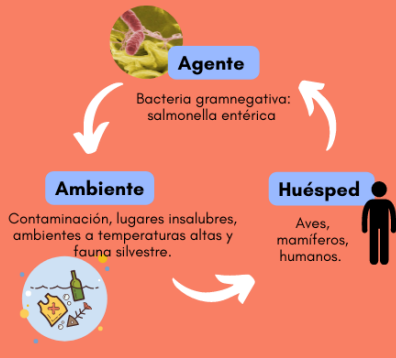 Agente
Bacteria gramnegativa:
salmonella entérica
Ambiente
Contaminación, lugares insalubres,
ambientes a temperaturas altas y
fauna silvestre.
Huésped
Aves,
mamíferos,
humanos.